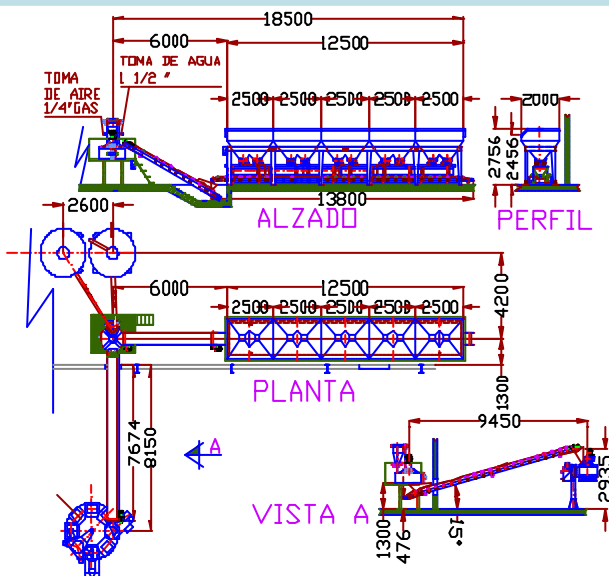 18500
6000
12500
TOMA DE AGUA
1 1/2 "
TOMA
DE AIRE
1/4"GAS
2500
2500
2500
2500
2500
2000
2756
2456
13800
ALZADO
PERFIL
2600
6000
12500
2500
2500
2500
2500
2500
4200
1300
PLANTA
7674
8150
A
9450
2935
1300
476
15°
VISTA A